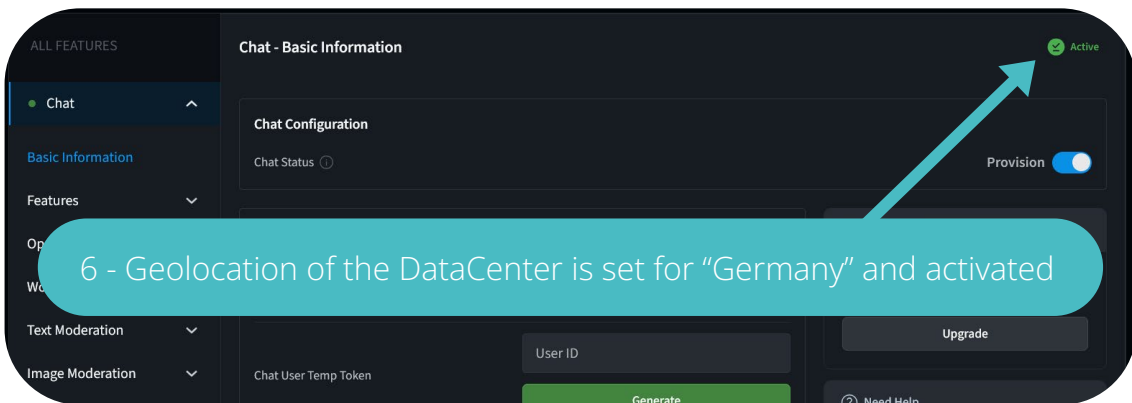 ALL FEATURES
Chat - Basic Information
Active
Chat
Chat Configuration
Basic Information
Chat Status
Provision
Features
6 - Geolocation of the DataCenter is set for “Germany” and activated
Text Moderation
Upgrade
User ID
Image Moderation
Chat User Temp Token
Generate
Need Help